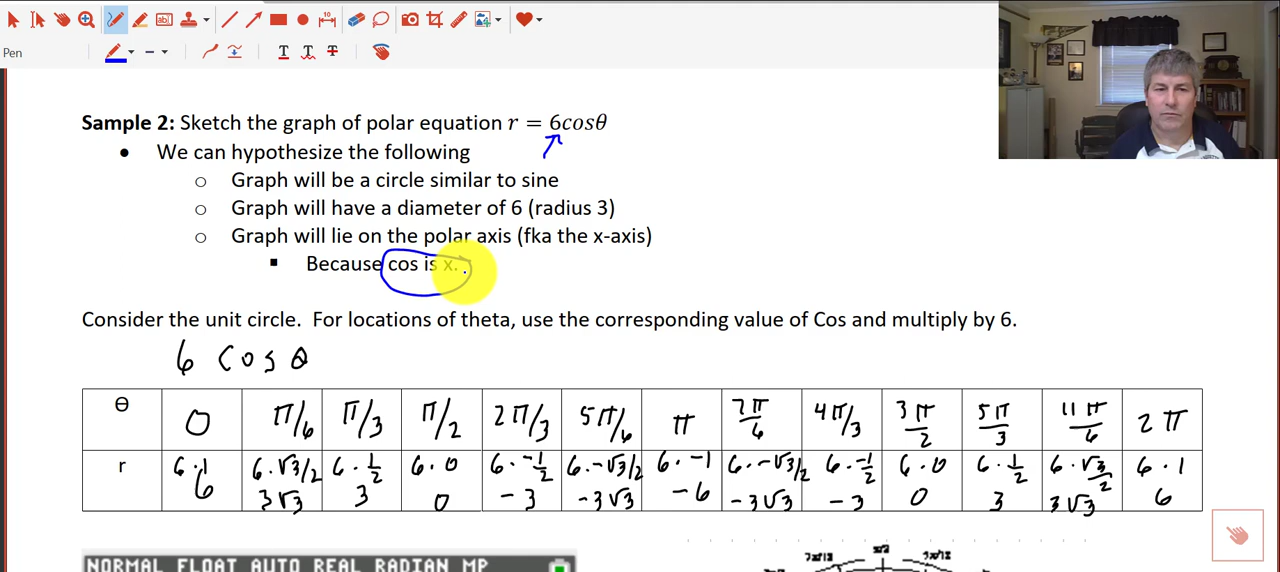 Pen
Sample 2: Sketch the graph of polar equation r = 6cosθ
• We can hypothesize the following
o Graph will be a circle similar to sine
o Graph will have a diameter of 6 (radius 3)
o Graph will lie on the polar axis (fka the x-axis)
▪ Because cos is x.
Consider the unit circle. For locations of theta, use the corresponding value of Cos and multiply by 6.
6 cos θ
θ 0 π/6 π/3 π/2 2π/3 5π/6 π 7π/6 4π/3 3π/2 5π/3 11π/6 2π
r 6·1 6·√3/2 6·1/2 6·0 6·-1/2 6·-√3/2 6·-1 6·-√3/2 6·-1/2 6·0 6·1/2 6·√3/2 6·1
6 3√3 3 0 -3 -3√3 -6 -3√3 -3 0 3 3√3 6
NORMAL FLOAT AUTO REAL RADIAN MP
π/2